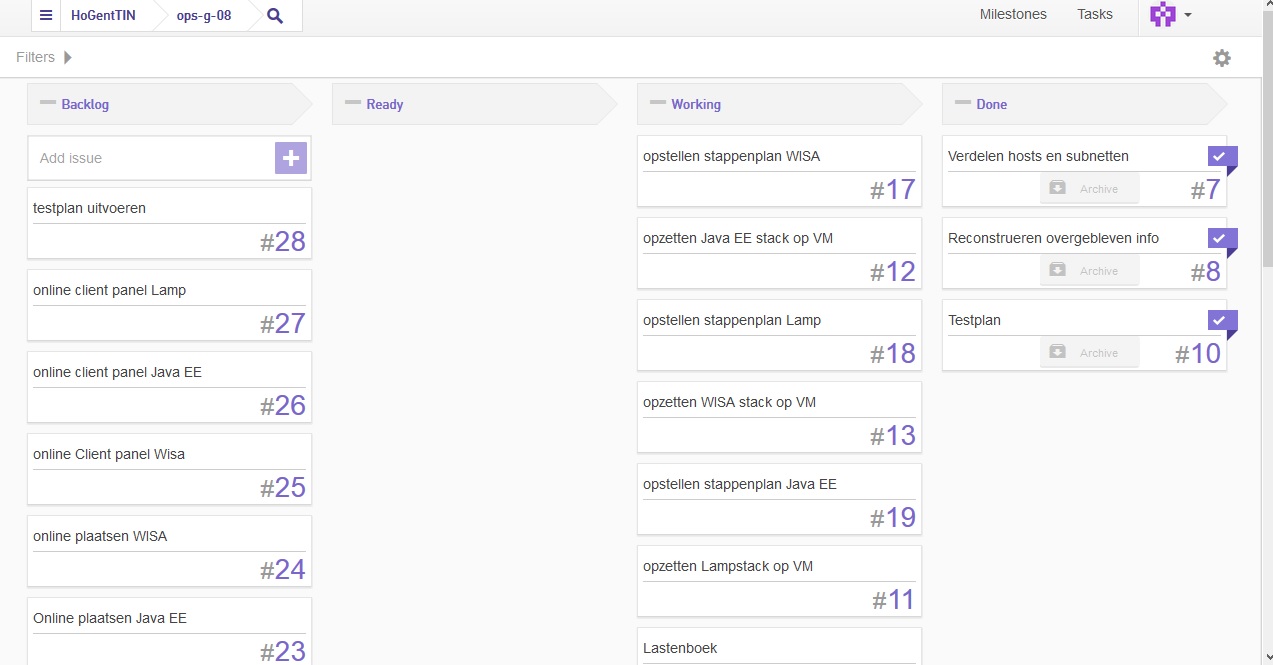 HoGentTIN
ops-g-08
Milestones
Tasks
Filters
Backlog
Add issue
testplan uitvoeren
#28
online client panel Lamp
#27
online client panel Java EE
#26
online Client panel Wisa
#25
online plaatsen WISA
#24
Online plaatsen Java EE
#23
Ready
Working
opstellen stappenplan WISA
#17
opzetten Java EE stack op VM
#12
opstellen stappenplan Lamp
#18
opzetten WISA stack op VM
#13
opstellen stappenplan Java EE
#19
opzetten Lampstack op VM
#11
Lastenboek
Done
Verdelen hosts en subnetten
Archive
#7
Reconstrueren overgebleven info
Archive
#8
Testplan
Archive
#10